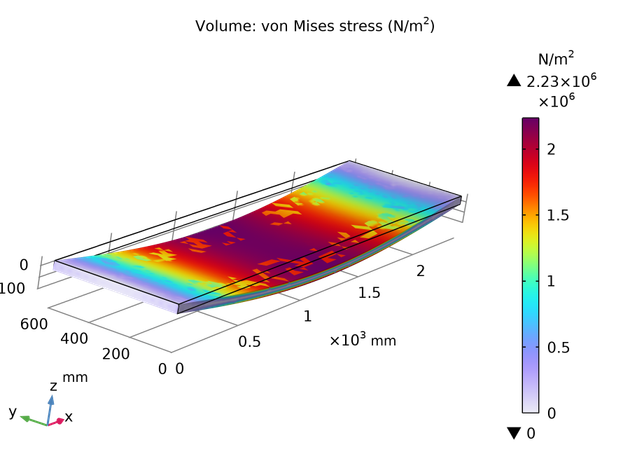 Volume: von Mises stress (N/m²)
N/m²
▲ 2.23×10⁶
×10⁶
2
1.5
1
0.5
0
▼ 0
0
100
600
400
200
0
0
0.5
1
1.5
2
×10³ mm
mm
z
y
x